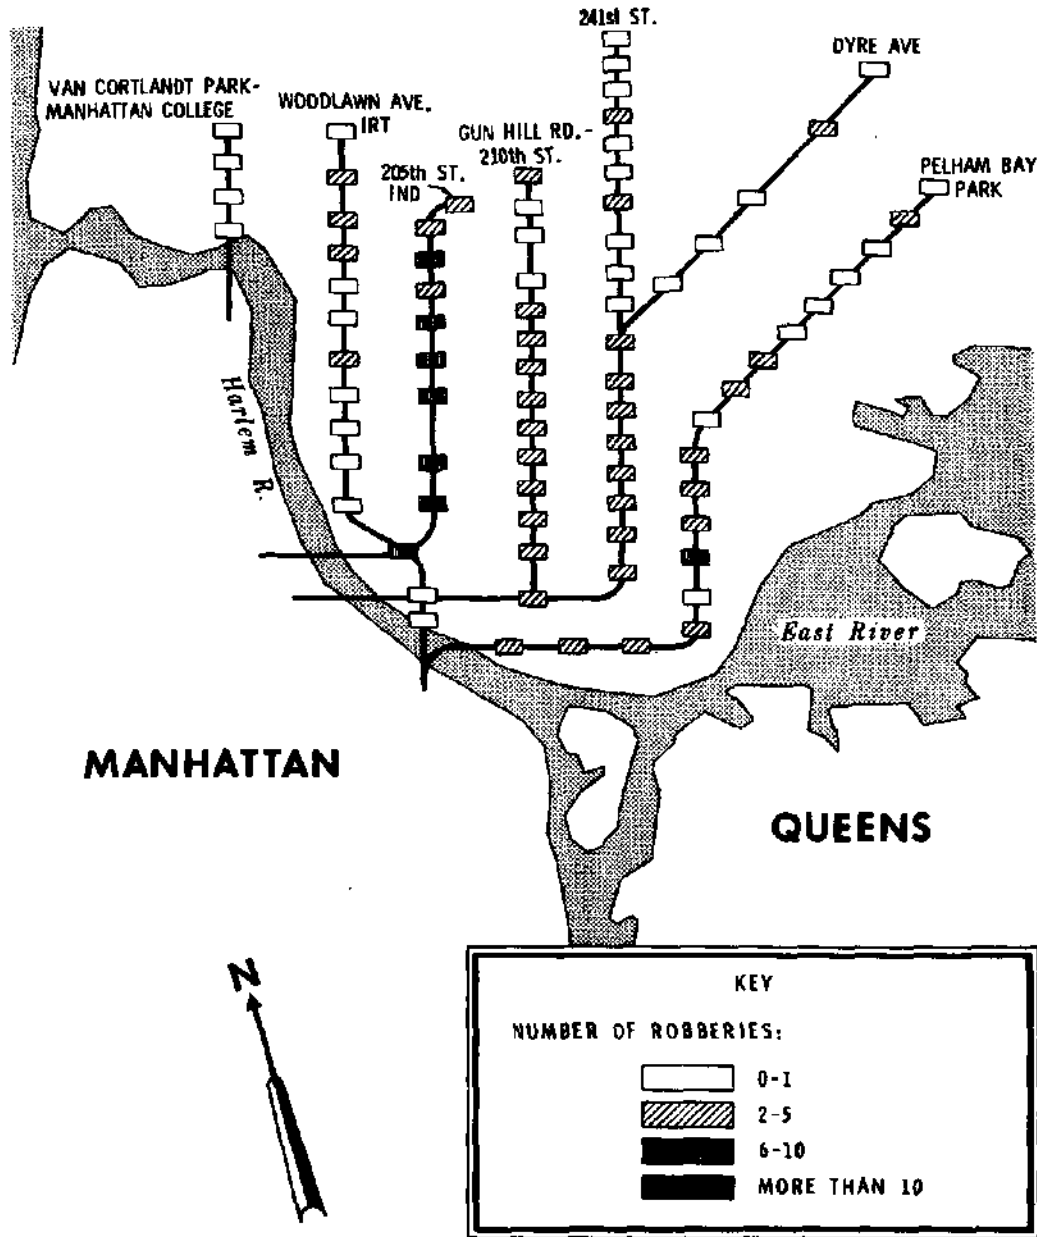 241st ST.
DYRE AVE
VAN CORTLANDT PARK-
MANHATTAN COLLEGE
WOODLAWN AVE.
IRT
GUN HILL RD.-
210th ST.
205th ST.
IND
PELHAM BAY
PARK
Harlem R.
East River
MANHATTAN
QUEENS
N
KEY
NUMBER OF ROBBERIES:
0-1
2-5
6-10
MORE THAN 10